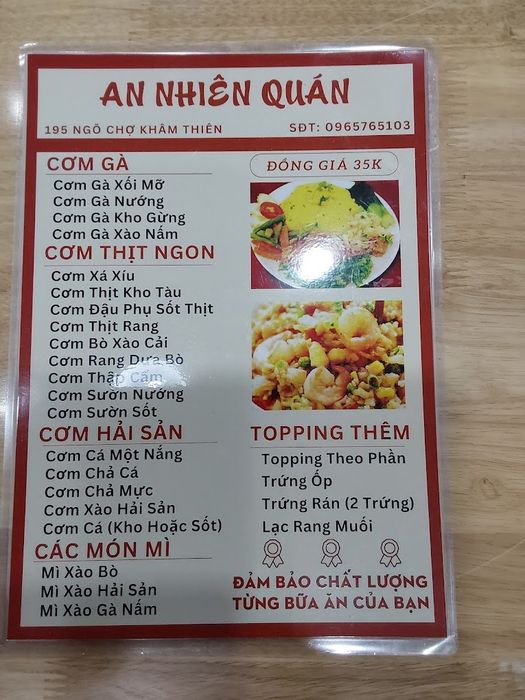 AN NHIÊN QUÁN
195 NGÕ CHỢ KHÂM THIÊN
SĐT: 0965765103
CƠM GÀ
Cơm Gà Xối Mỡ
Cơm Gà Nướng
Cơm Gà Kho Gừng
Cơm Gà Xào Nấm
CƠM THỊT NGON
Cơm Xá Xíu
Cơm Thịt Kho Tàu
Cơm Đậu Phụ Sốt Thịt
Cơm Thịt Rang
Cơm Bò Xào Cải
Cơm Rang Dưa Bò
Cơm Thập Cẩm
Cơm Sườn Nướng
Cơm Sườn Sốt
CƠM HẢI SẢN
Cơm Cá Một Nắng
Cơm Chả Cá
Cơm Chả Mực
Cơm Xào Hải Sản
Cơm Cá (Kho Hoặc Sốt)
CÁC MÓN MÌ
Mì Xào Bò
Mì Xào Hải Sản
Mì Xào Gà Nấm
ĐỒNG GIÁ 35K
TOPPING THÊM
Topping Theo Phần
Trứng Ốp
Trứng Rán (2 Trứng)
Lạc Rang Muối
ĐẢM BẢO CHẤT LƯỢNG
TỪNG BỮA ĂN CỦA BẠN